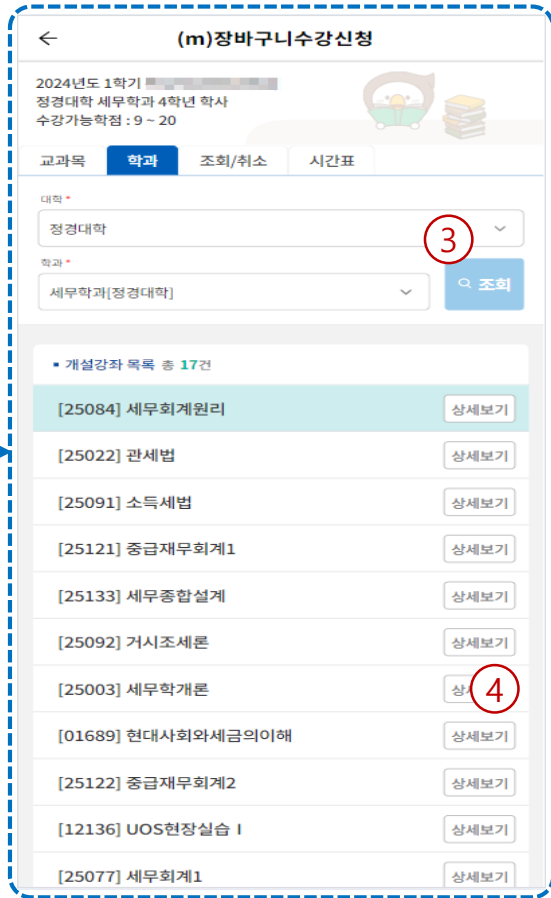 (m)장바구니수강신청
2024년도 1학기
정경대학 세무학과 4학년 학사
수강가능학점 : 9 ~ 20
교과목 학과 조회/취소 시간표
대학 *
정경대학
3
학과 *
세무학과[정경대학]
조회
▪ 개설강좌 목록 총 17건
[25084] 세무회계원리 상세보기
[25022] 관세법 상세보기
[25091] 소득세법 상세보기
[25121] 중급재무회계1 상세보기
[25133] 세무종합설계 상세보기
[25092] 거시조세론 상세보기
[25003] 세무학개론 상 4
[01689] 현대사회와세금의이해 상세보기
[25122] 중급재무회계2 상세보기
[12136] UOS현장실습Ⅰ 상세보기
[25077] 세무회계1 상세보기